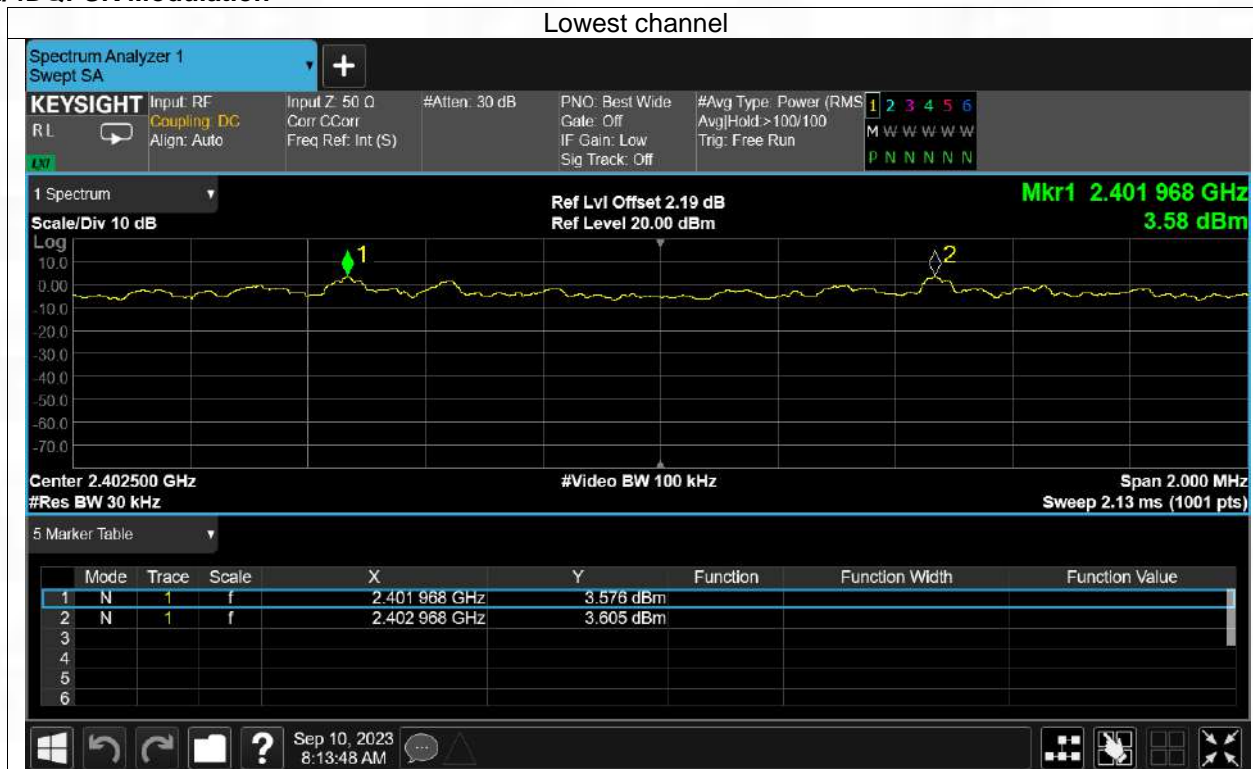 Lowest channel
Spectrum Analyzer 1
Swept SA
+
KEYSIGHT Input: RF Input Z: 50 Ω #Atten: 30 dB PNO: Best Wide #Avg Type: Power (RMS 1 2 3 4 5 6
RL Coupling: DC Corr CCorr Gate: Off Avg|Hold:>100/100 M W W W W W
Align: Auto Freq Ref: Int (S) IF Gain: Low Trig: Free Run
Sig Track: Off P N N N N N
LXI
1 Spectrum
Ref Lvl Offset 2.19 dB Mkr1 2.401 968 GHz
Scale/Div 10 dB Ref Level 20.00 dBm 3.58 dBm
Log
10.0
0.00
-10.0
-20.0
-30.0
-40.0
-50.0
-60.0
-70.0
1
2
Center 2.402500 GHz #Video BW 100 kHz Span 2.000 MHz
#Res BW 30 kHz Sweep 2.13 ms (1001 pts)
5 Marker Table
Mode Trace Scale X Y Function Function Width Function Value
1 N 1 f 2.401 968 GHz 3.576 dBm
2 N 1 f 2.402 968 GHz 3.605 dBm
3
4
5
6
? Sep 10, 2023
8:13:48 AM